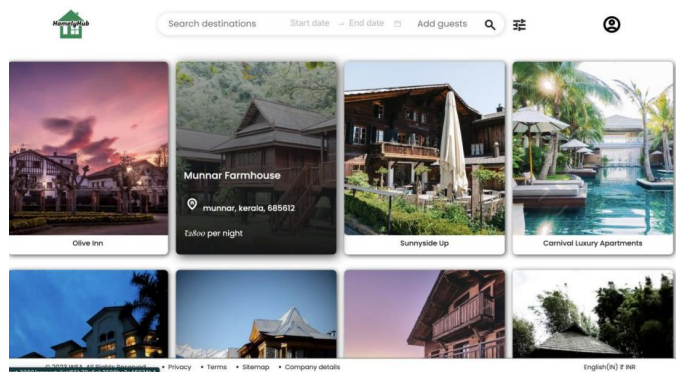 HomelyHub
Search destinations Start date → End date Add guests
Munnar Farmhouse
munnar, kerala, 685612
₹2800 per night
Olive Inn
Sunnyside Up
Carnival Luxury Apartments
Privacy • Terms • Sitemap • Company details
English(IN) ₹ INR